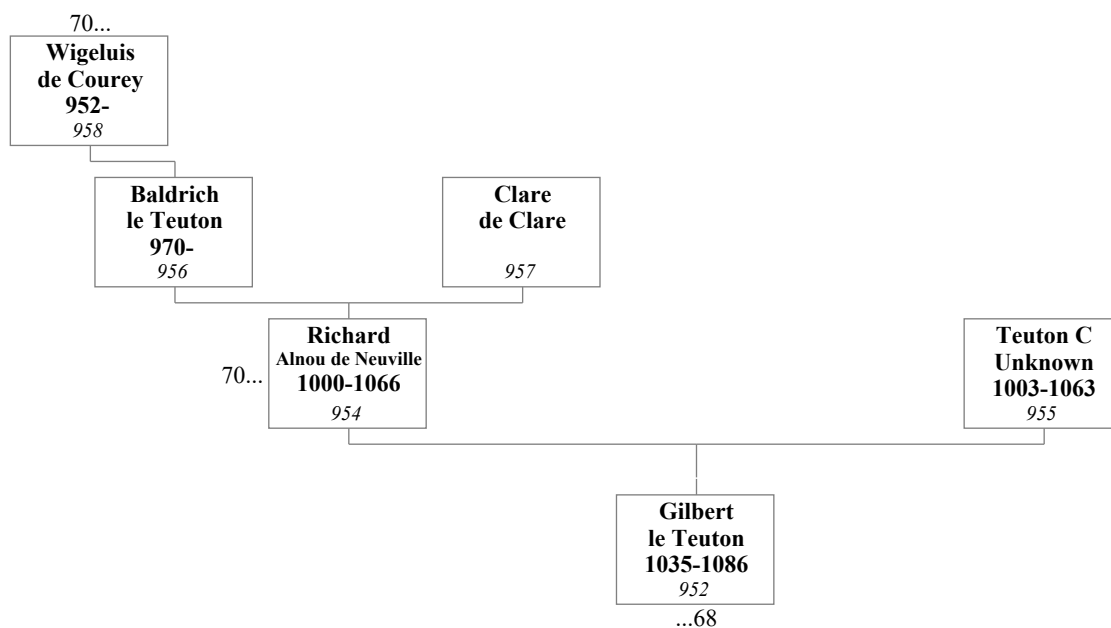 70...
Wigeluis
de Courey
952-
958
Baldrich
le Teuton
970-
956
Clare
de Clare
957
70...
Richard
Alnou de Neuville
1000-1066
954
Teuton C
Unknown
1003-1063
955
Gilbert
le Teuton
1035-1086
952
...68